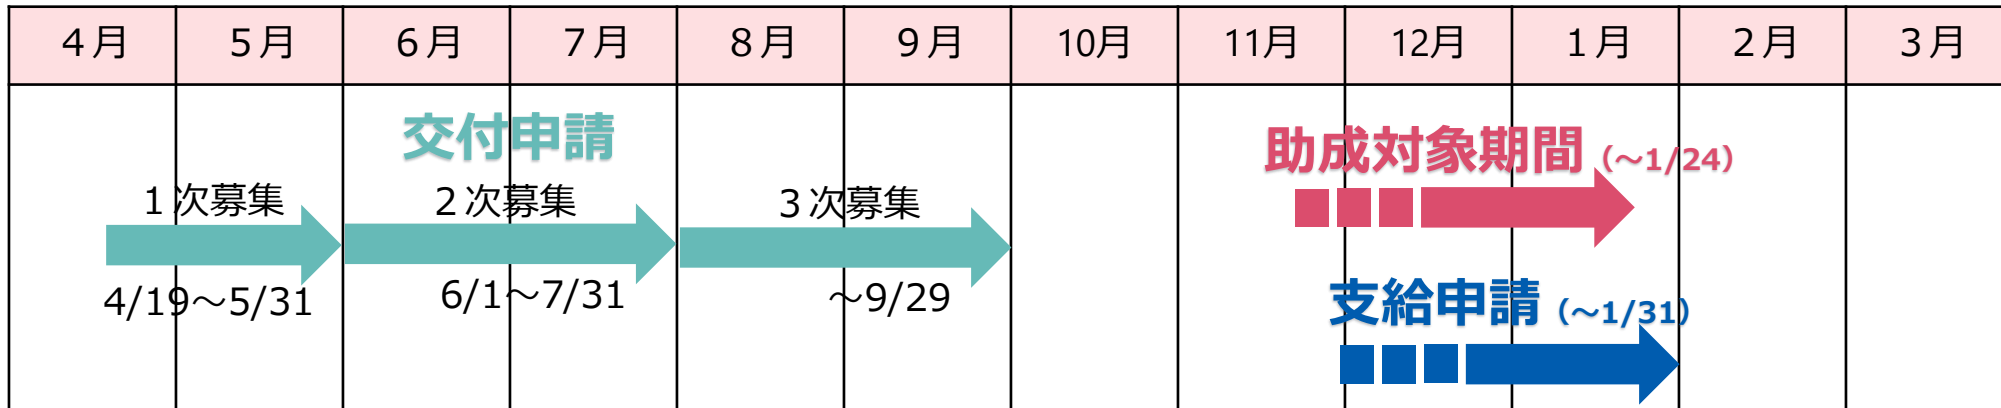 ４月 ５月 ６月 ７月 ８月 ９月 10月 11月 12月 １月 ２月 ３月
交付申請
１次募集 ２次募集 ３次募集
4/19～5/31 6/1～7/31 ～9/29
助成対象期間（～1/24）
支給申請（～1/31）